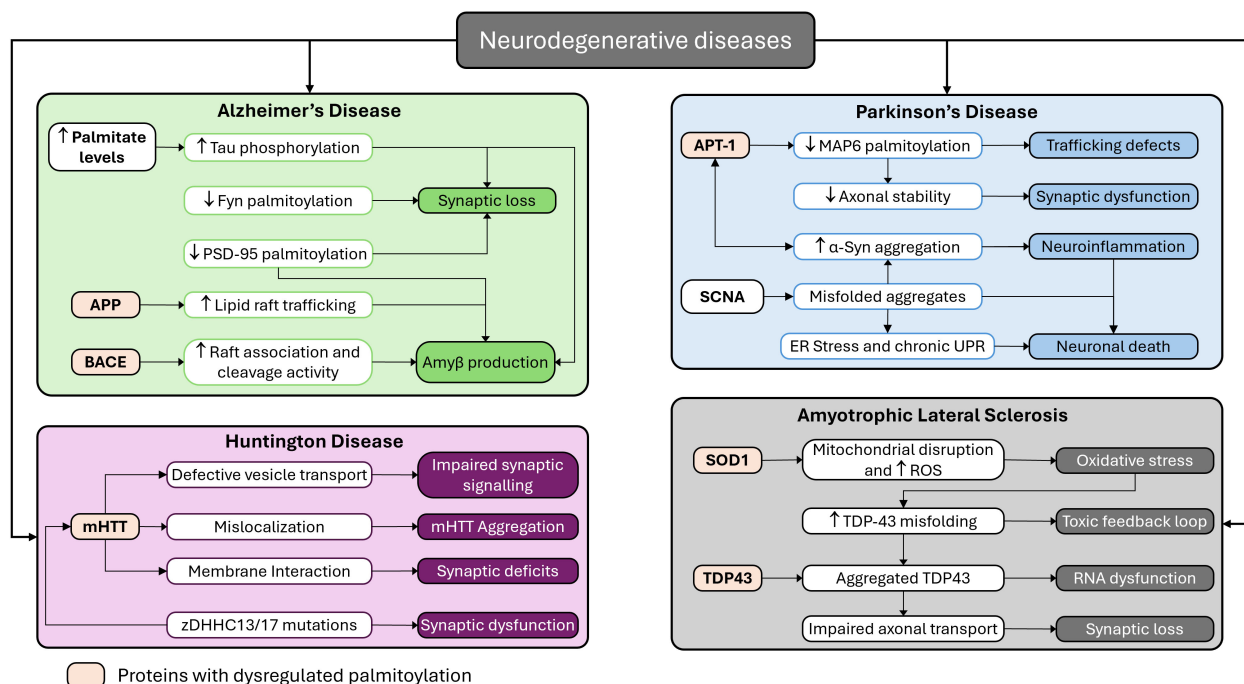 Neurodegenerative diseases
Alzheimer's Disease
↑ Palmitate
levels
↑ Tau phosphorylation
↓ Fyn palmitoylation
Synaptic loss
↓ PSD-95 palmitoylation
APP
↑ Lipid raft trafficking
BACE
↑ Raft association and
cleavage activity
Amyβ production
Parkinson's Disease
APT-1
↓ MAP6 palmitoylation
Trafficking defects
↓ Axonal stability
Synaptic dysfunction
↑ α-Syn aggregation
Neuroinflammation
SCNA
Misfolded aggregates
ER Stress and chronic UPR
Neuronal death
Huntington Disease
Defective vesicle transport
Impaired synaptic
signalling
mHTT
Mislocalization
mHTT Aggregation
Membrane Interaction
Synaptic deficits
zDHHC13/17 mutations
Synaptic dysfunction
Amyotrophic Lateral Sclerosis
SOD1
Mitochondrial disruption
and ↑ ROS
Oxidative stress
↑ TDP-43 misfolding
Toxic feedback loop
TDP43
Aggregated TDP43
RNA dysfunction
Impaired axonal transport
Synaptic loss
Proteins with dysregulated palmitoylation